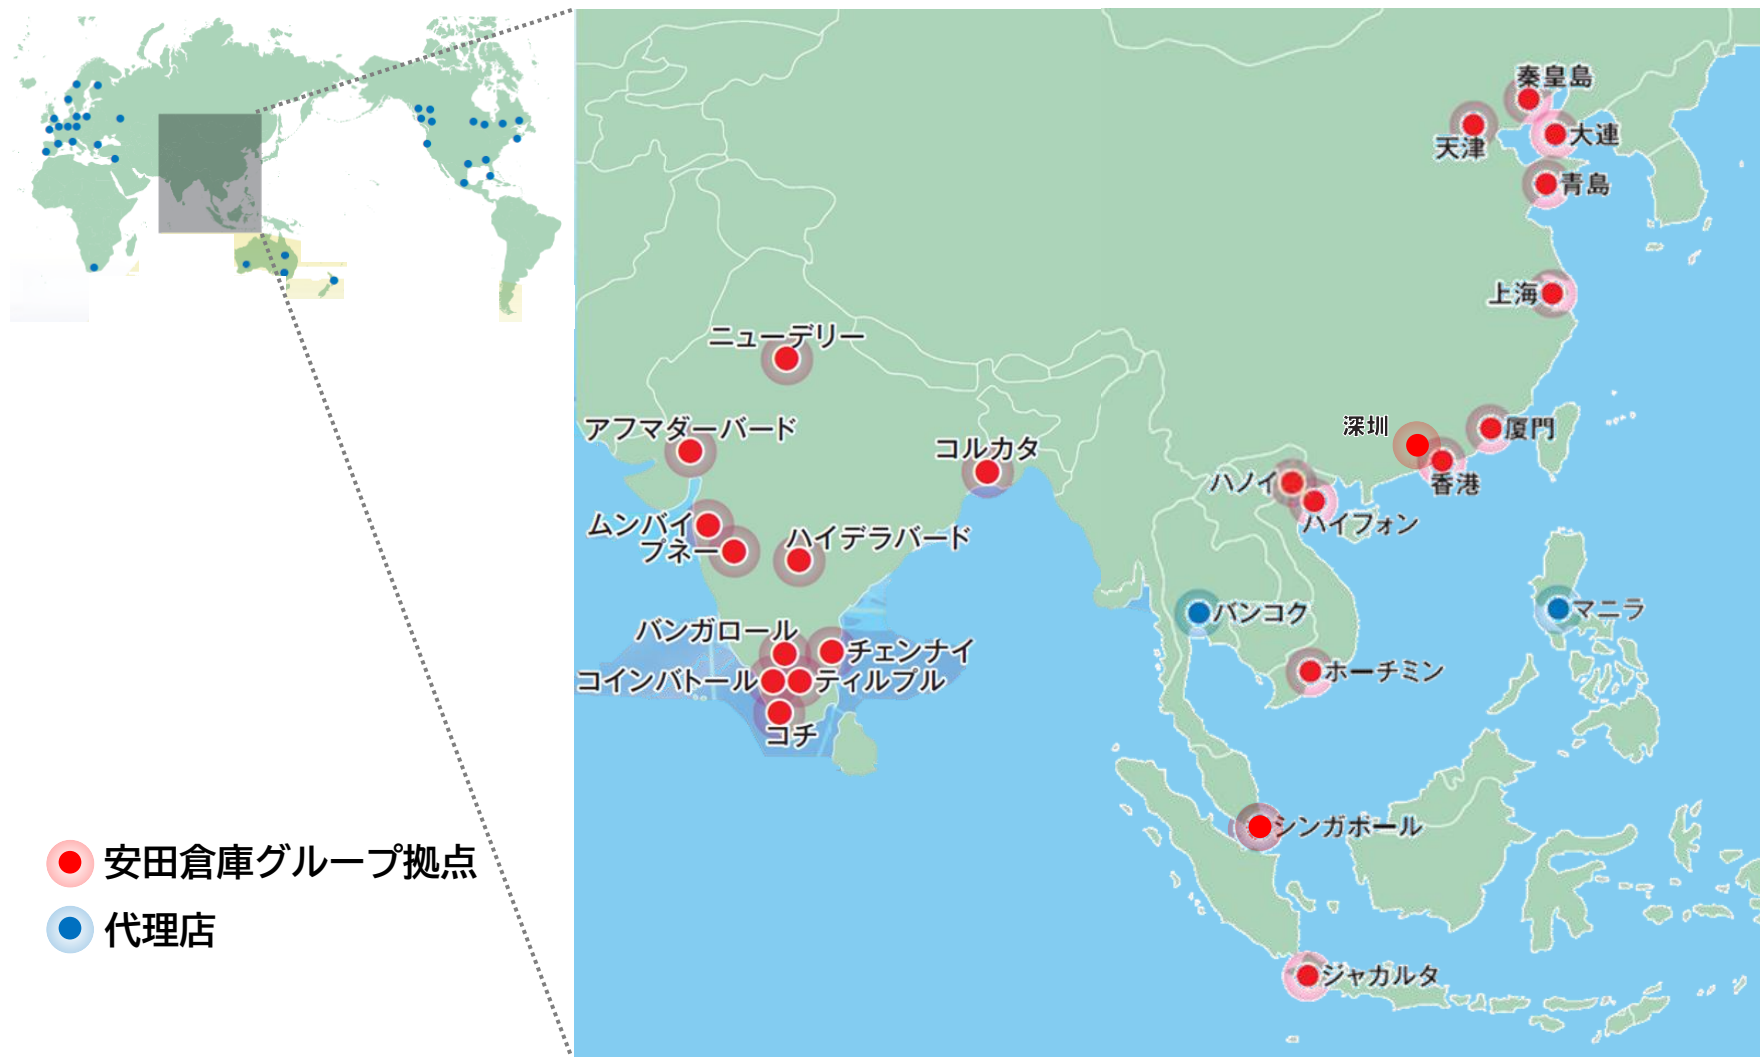 秦皇島
天津
大連
青島
上海
ニューデリー
アフマダーバード
コルカタ
深圳
厦門
香港
ハノイ
ハイフォン
ムンバイ
プネー
ハイデラバード
バンコク
マニラ
バンガロール
チェンナイ
コインバトール
ティルプル
ホーチミン
コチ
シンガポール
ジャカルタ
安田倉庫グループ拠点
代理店